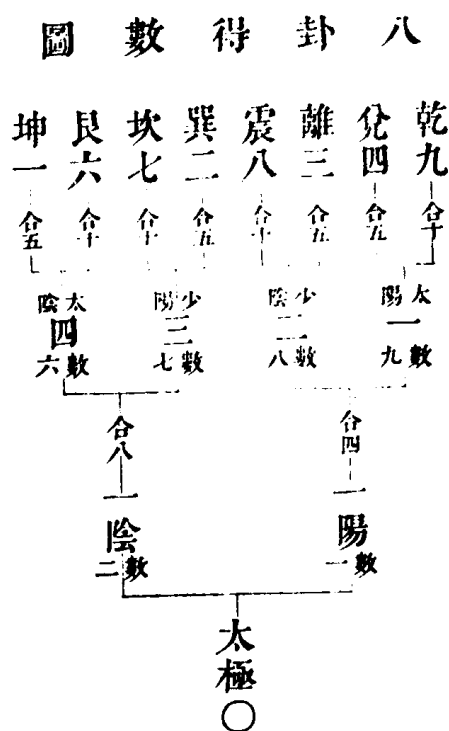 八卦得數圖
乾九
合十
兌四
合五
離三
合五
震八
合十
巽二
合五
坎七
合十
艮六
合十
坤一
合五
太陽一
數九
少陰二
數八
少陽三
數七
太陰四
數六
合四
一陽
數一
合八
一陰
數二
太極○